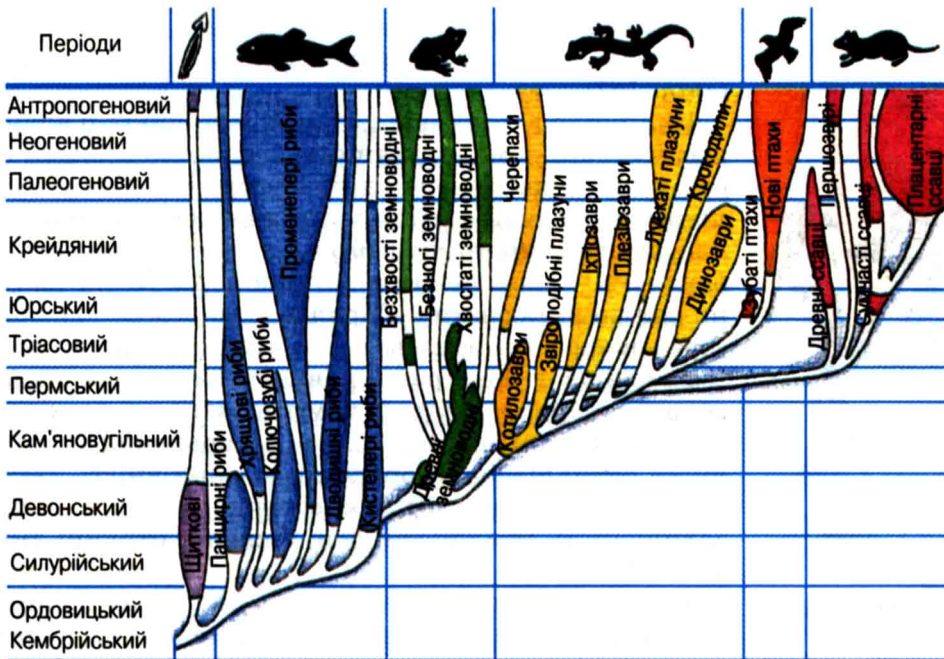 Періоди
Антропогеновий
Неогеновий
Палеогеновий
Крейдяний
Юрський
Тріасовий
Пермський
Кам'яновугільний
Девонський
Силурійський
Ордовицький
Кембрійський
Щиткові
Панцирні риби
Хрящові риби
Колючозубі риби
Променепері риби
Дводишні риби
Кистепері риби
Безхвості земноводні
Безногі земноводні
Хвостаті земноводні
Древні
земноводні
Черепахи
Котилозаври
Звіроподібні плазуни
Іхтіозаври
Плезіозаври
Лускаті плазуни
Крокодили
Динозаври
Зубаті птахи
Нові птахи
Древні ссавці
Першозвірі
Сумчасті ссавці
Плацентарні
ссавці